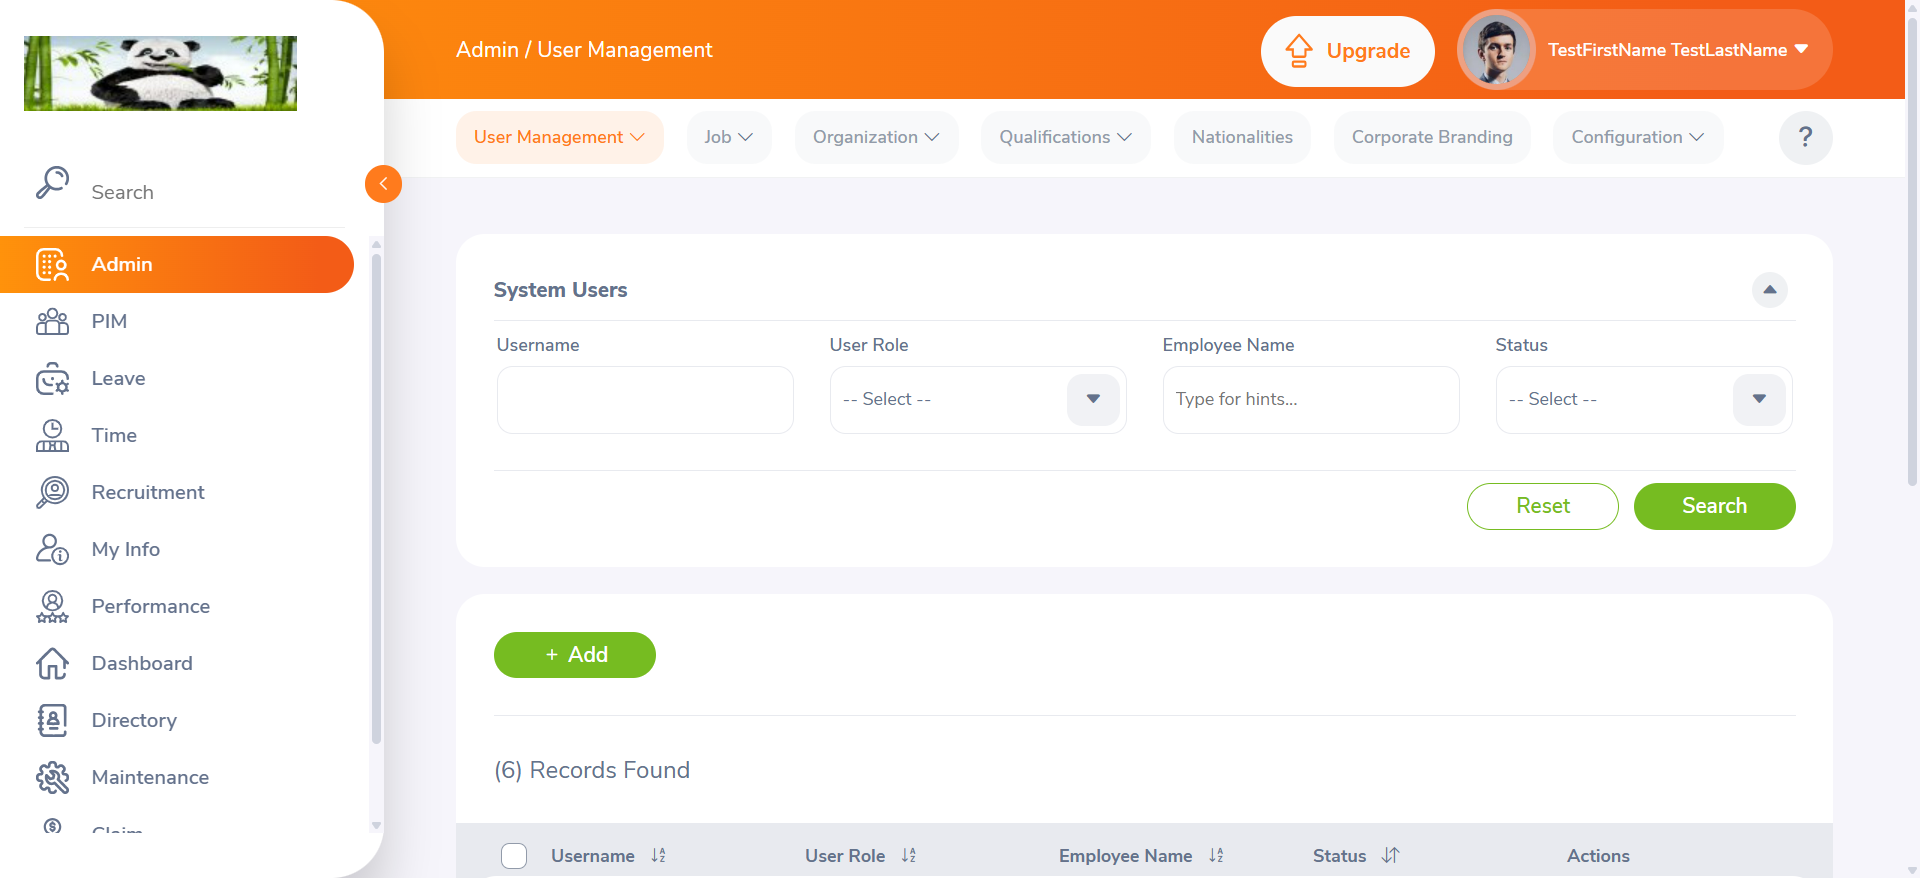 Admin / User Management
Upgrade
TestFirstName TestLastName
User Management
Job
Organization
Qualifications
Nationalities
Corporate Branding
Configuration
?
Search
Admin
PIM
Leave
Time
Recruitment
My Info
Performance
Dashboard
Directory
Maintenance
Claim
System Users
Username
User Role
Employee Name
Status
-- Select --
Type for hints...
-- Select --
Reset
Search
+ Add
(6) Records Found
Username
User Role
Employee Name
Status
Actions